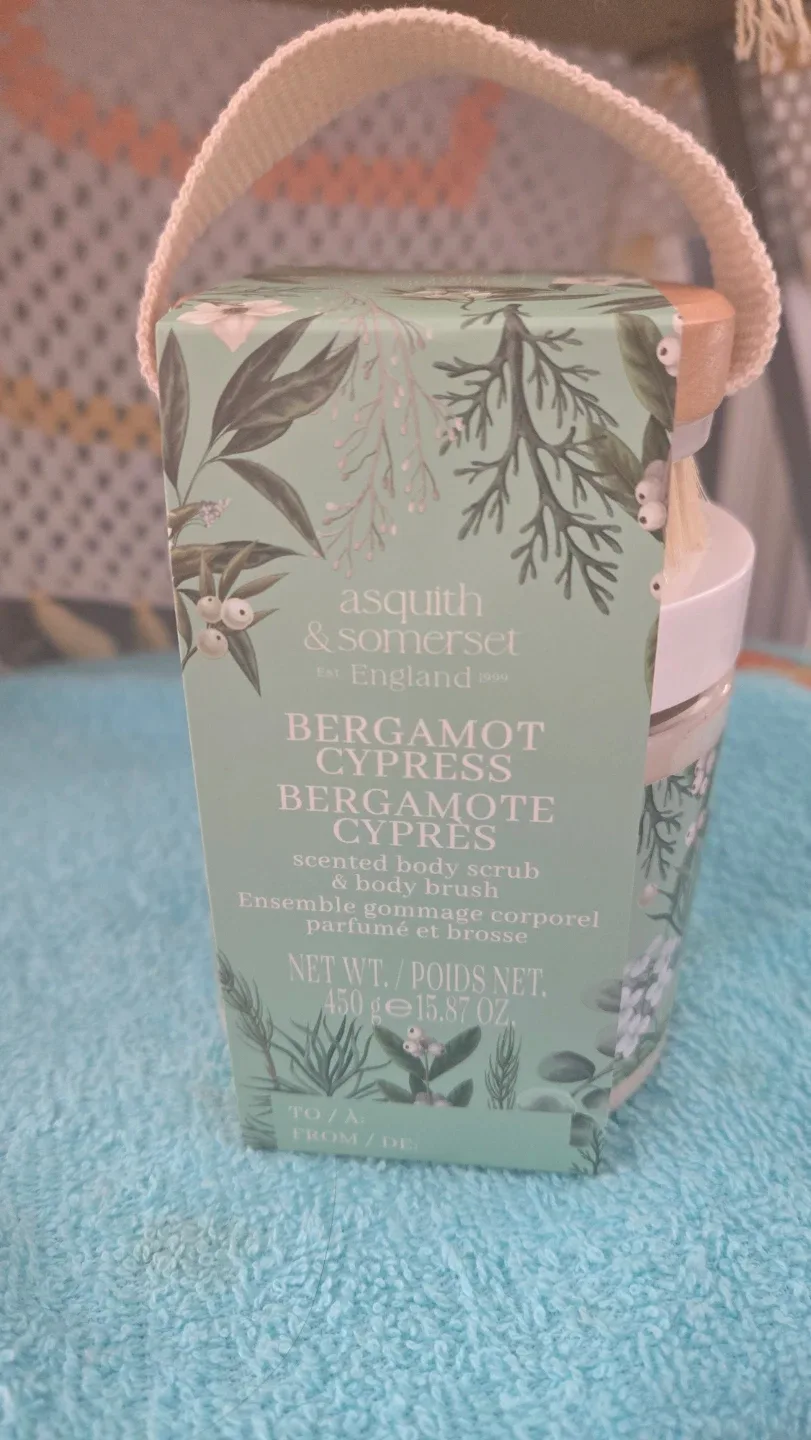 asquith
& somerset
Est England 1999
BERGAMOT
CYPRESS
BERGAMOTE
CYPRÈS
scented body scrub
& body brush
Ensemble gommage corporel
parfumé et brosse
NET WT. / POIDS NET.
450 g e 15.87 OZ.
TO / À:
FROM / DE: